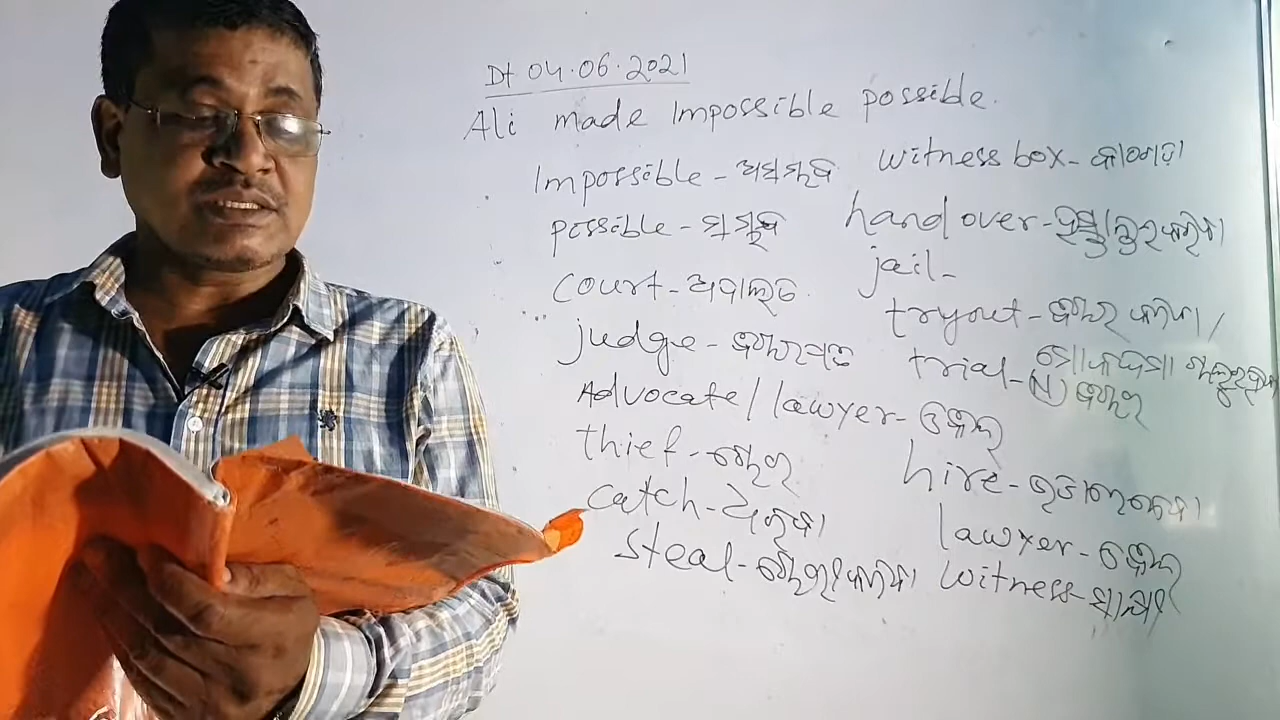 Dt 04.06.2021
Ali made Impossible possible.
Impossible - ଅସମ୍ଭବ
possible - ସମ୍ଭବ
court - ଅଦାଲତ
judge - ବିଚାରପତି
Advocate / lawyer - ଓକିଲ
thief - ଚୋର
catch - ଧରିବା
steal - ଚୋରି କରିବା
witness box - କାଠଗଡ଼ା
hand over - ହସ୍ତାନ୍ତର କରିବା
jail -
tryout - ବିଚାର କରିବା /
trial - (N) ବିଚାର
hire - ଭଡ଼ା ନେବା
lawyer - ଓକିଲ
witness - ସାକ୍ଷୀ